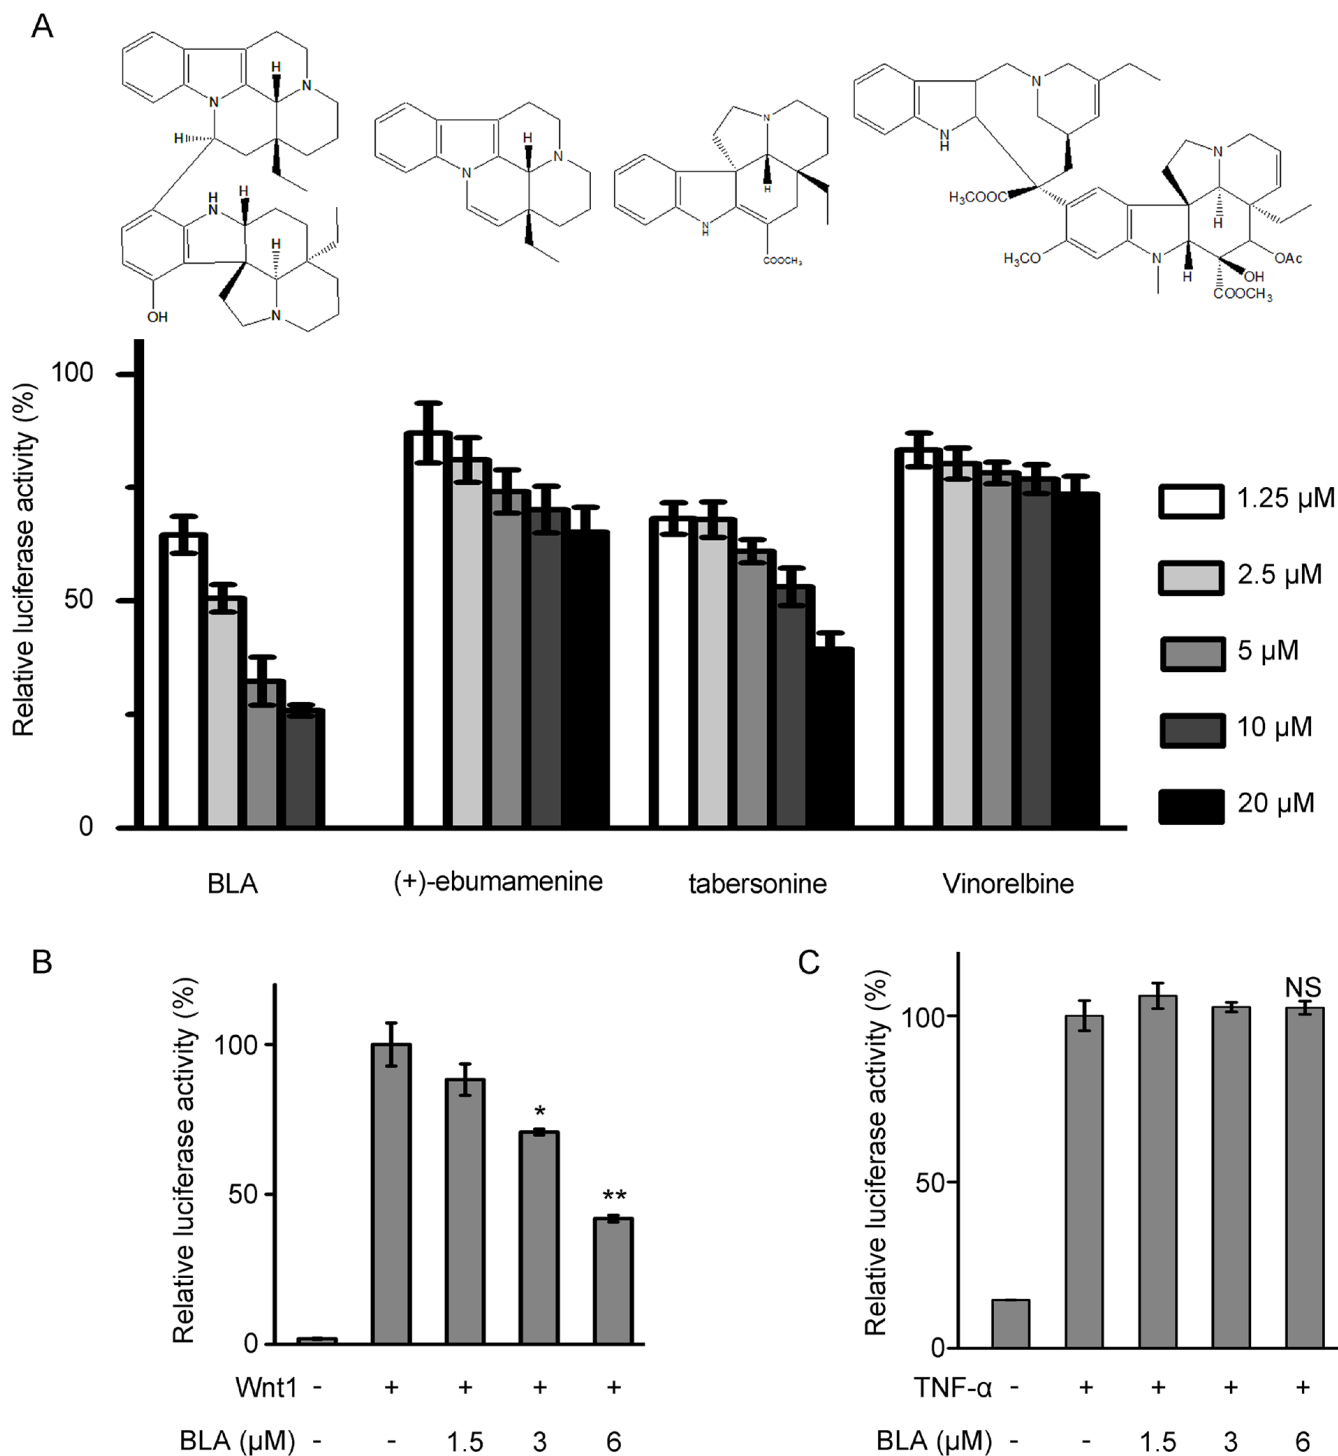 A
H
N
N
H
H
N
H
H
OH
N
H
N
N
N
H
N
H
COOCH₃
N
N
H
CH₃OOC
H₃CO
N
N
H
H
OAc
OH
COOCH₃
Relative luciferase activity (%)
100
50
0
1.25 µM
2.5 µM
5 µM
10 µM
20 µM
BLA (+)-ebumamenine tabersonine Vinorelbine
B
Relative luciferase activity (%)
100
50
0
*
**
Wnt1 - + + + +
BLA (µM) - - 1.5 3 6
C
Relative luciferase activity (%)
100
50
0
NS
TNF-α - + + + +
BLA (µM) - - 1.5 3 6